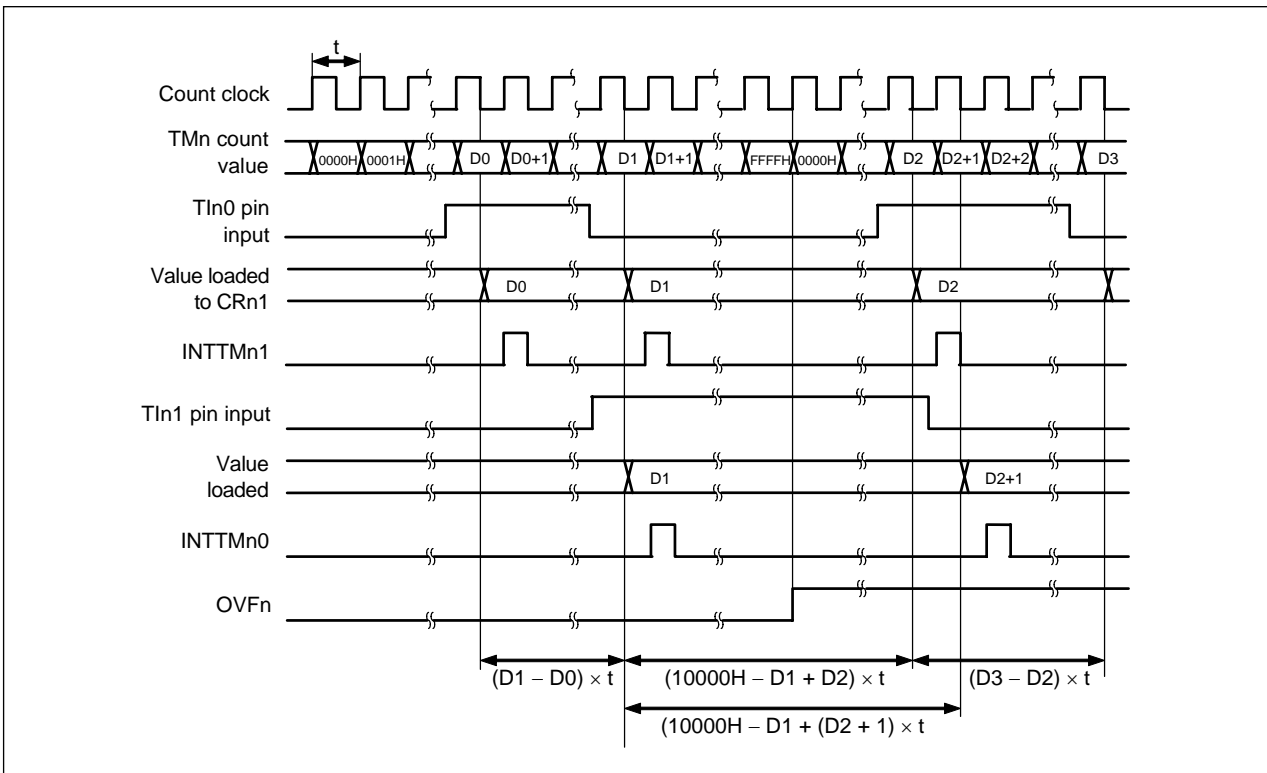 t
Count clock
TMn count
value
0000H 0001H D0 D0+1 D1 D1+1 FFFFH 0000H D2 D2+1 D2+2 D3
TIn0 pin
input
Value loaded
to CRn1
D0 D1 D2
INTTMn1
TIn1 pin input
Value
loaded
D1 D2+1
INTTMn0
OVFn
(D1 − D0) × t (10000H − D1 + D2) × t (D3 − D2) × t
(10000H − D1 + (D2 + 1) × t